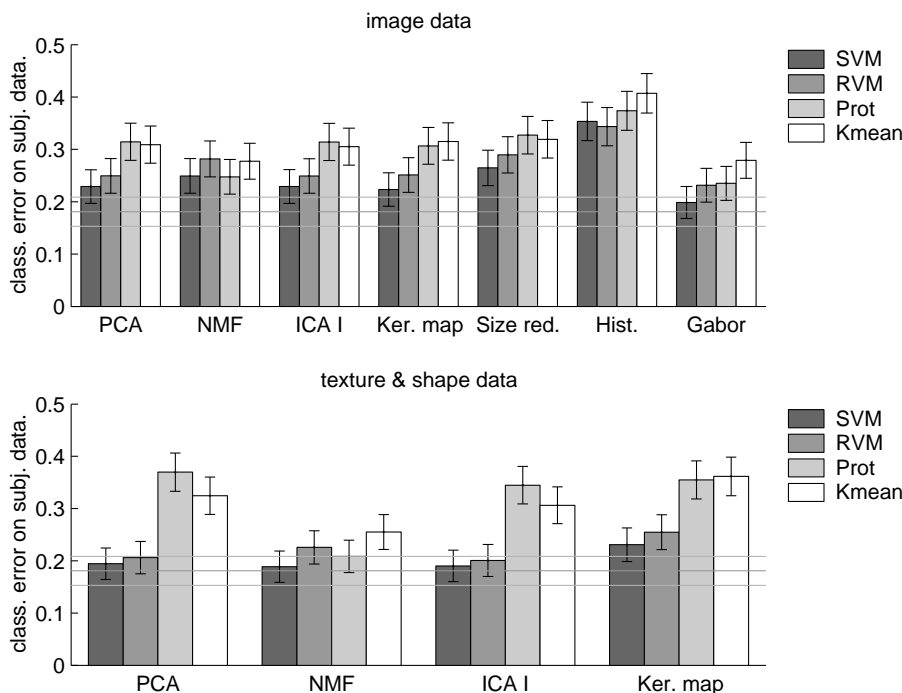 image data
class. error on subj. data.
0.5
0.4
0.3
0.2
0.1
0
PCA NMF ICA I Ker. map Size red. Hist. Gabor
SVM
RVM
Prot
Kmean
texture & shape data
class. error on subj. data.
0.5
0.4
0.3
0.2
0.1
0
PCA NMF ICA I Ker. map
SVM
RVM
Prot
Kmean